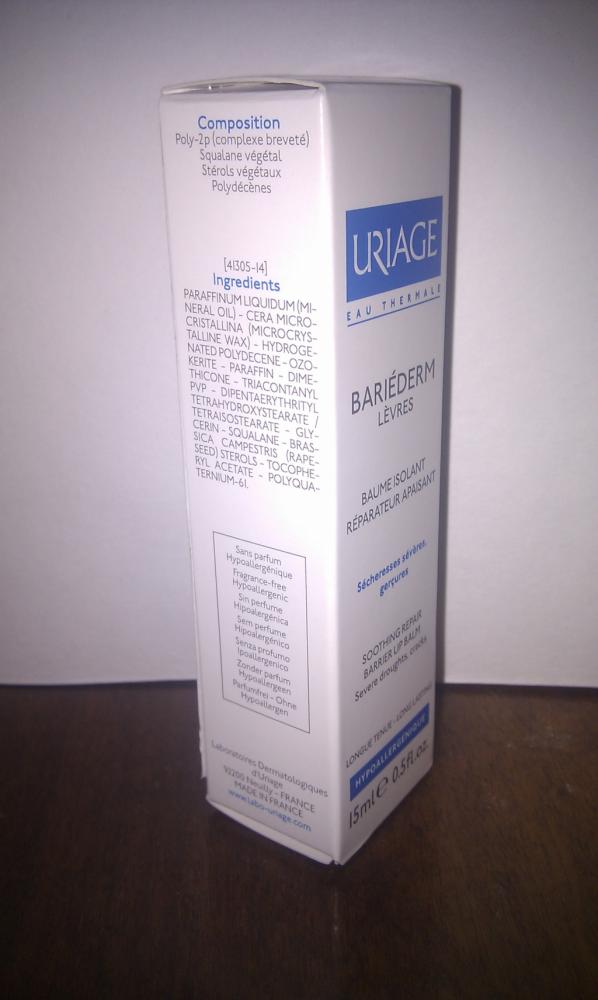 Composition
Poly-2p (complexe breveté)
Squalane végétal
Stérols végétaux
Polydécènes
[41305-14]
Ingredients
PARAFFINUM LIQUIDUM (MI-
NERAL OIL) - CERA MICRO-
CRISTALLINA (MICROCRYS-
TALLINE WAX) - HYDROGE-
NATED POLYDECENE - OZO-
KERITE - PARAFFIN - DIME-
THICONE - TRIACONTANYL
PVP - DIPENTAERYTHRITYL
TETRAHYDROXYSTEARATE /
TETRAISOSTEARATE - GLY-
CERIN - SQUALANE - BRAS-
SICA CAMPESTRIS (RAPE-
SEED) STEROLS - TOCOPHE-
RYL ACETATE - POLYQUA-
TERNIUM-61.
Sans parfum
Hypoallergénique
Fragrance-free
Hypoallergenic
Sin perfume
Hipoalergénica
Sem perfume
Hipoalergénico
Senza profumo
Ipoallergenico
Zonder parfum
Hypoallergeen
Parfumfrei - Ohne
Hypoallergen
Laboratoires Dermatologiques
d'Uriage
92200 Neuilly - FRANCE
MADE IN FRANCE
www.labo-uriage.com
URIAGE
EAU THERMALE
BARIÉDERM
LÈVRES
BAUME ISOLANT
RÉPARATEUR APAISANT
Sécheresses sévères,
gerçures
SOOTHING REPAIR
BARRIER LIP BALM
Severe droughts, cracks
LONGUE TENUE - LONG LASTING
HYPOALLERGÉNIQUE
15ml e 0.5fl.oz.